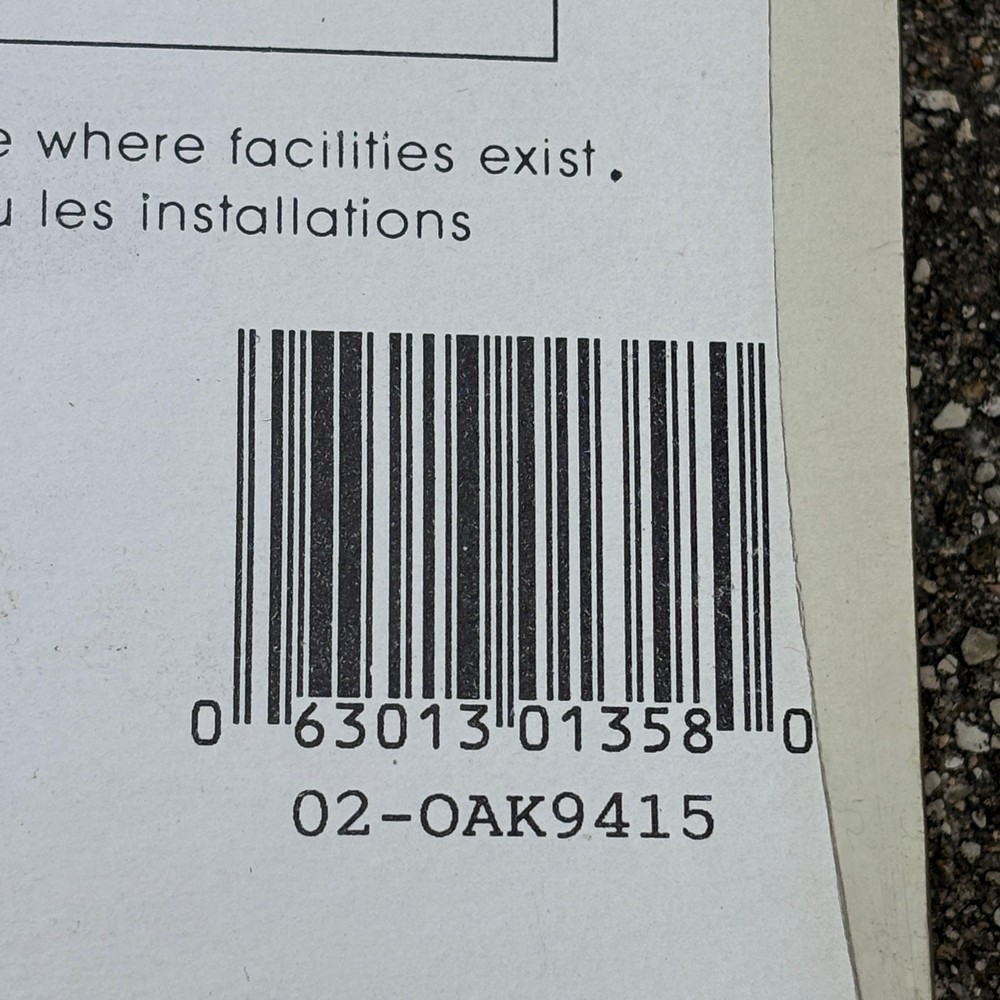 where facilities exist.
les installations
0 63013 01358 0
02-OAK9415